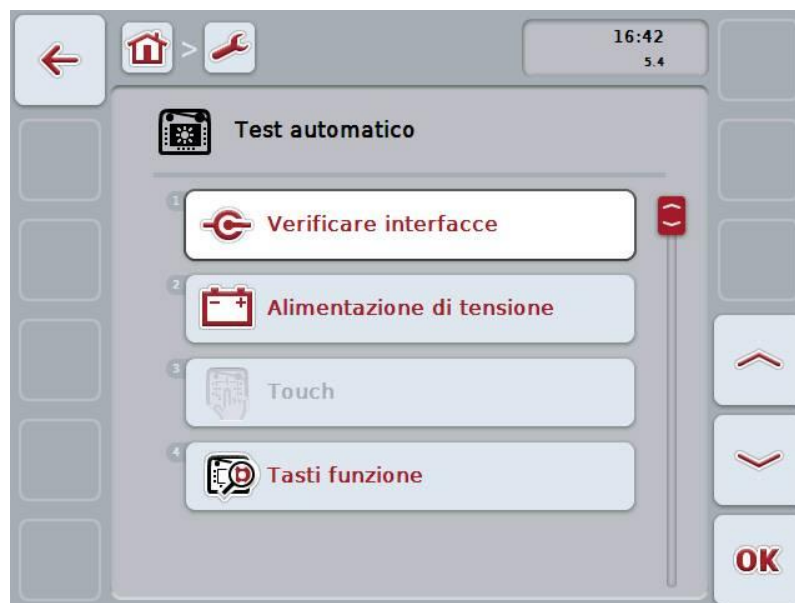 >
16:42
5.4
Test automatico
1
Verificare interfacce
2
Alimentazione di tensione
3
Touch
4
Tasti funzione
OK